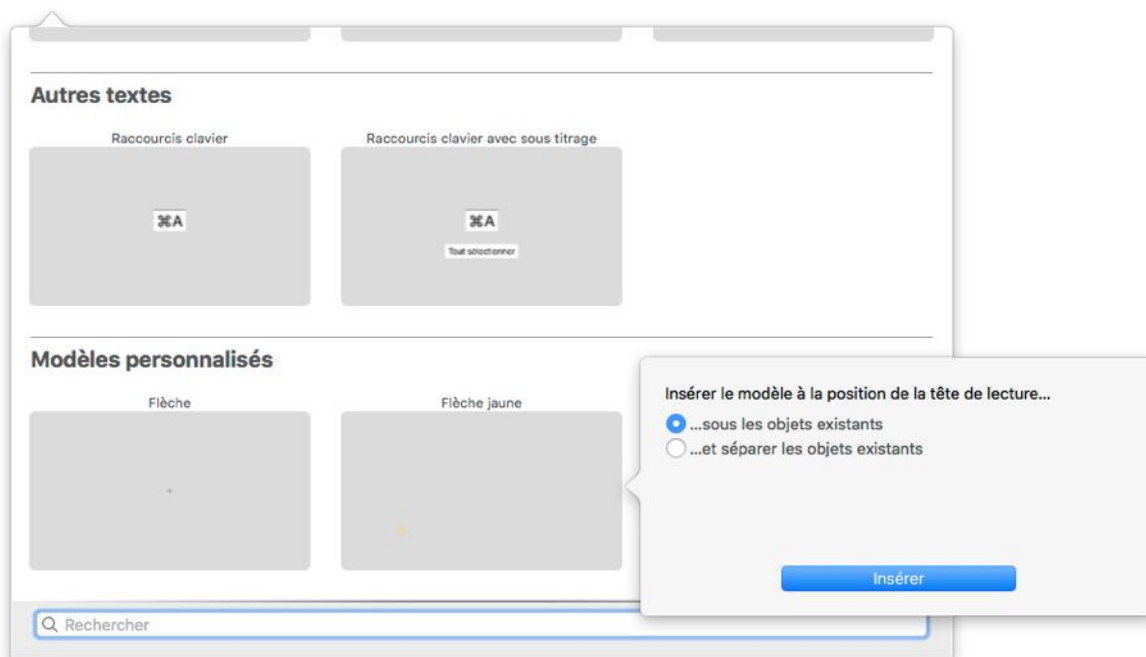 Autres textes
Raccourcis clavier
Raccourcis clavier avec sous titrage
⌘A
⌘A
Tout sélectionner
Modèles personnalisés
Flèche
Flèche jaune
Insérer le modèle à la position de la tête de lecture...
...sous les objets existants
...et séparer les objets existants
Insérer
Rechercher